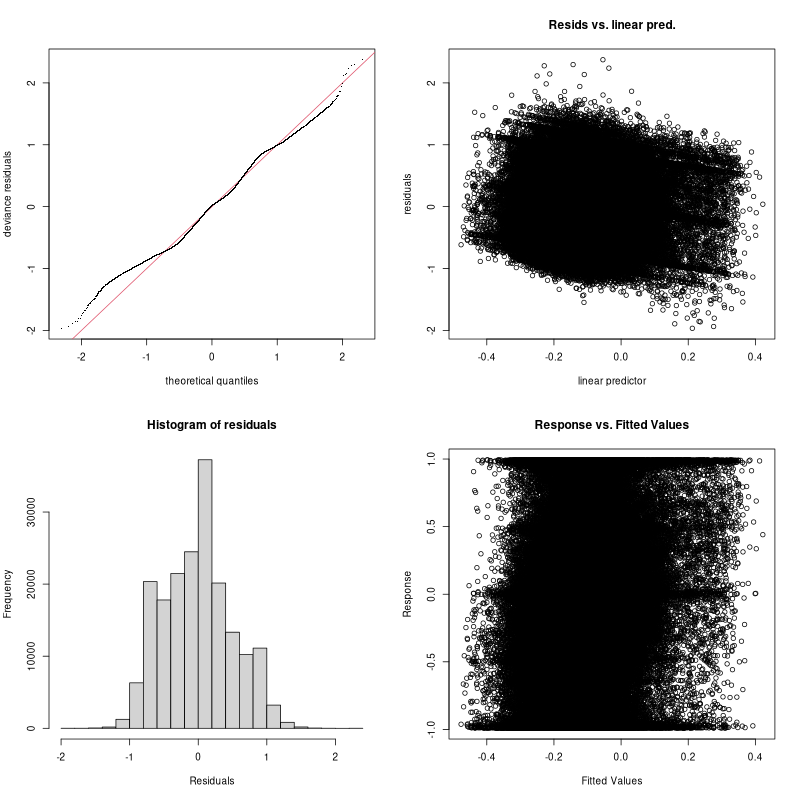 deviance residuals
-2 -1 0 1 2
-2 -1 0 1 2
theoretical quantiles
Resids vs. linear pred.
residuals
-2 -1 0 1 2
-0.4 -0.2 0.0 0.2 0.4
linear predictor
Histogram of residuals
Frequency
0 10000 20000 30000
-2 -1 0 1 2
Residuals
Response vs. Fitted Values
Response
-1.0 -0.5 0.0 0.5 1.0
-0.4 -0.2 0.0 0.2 0.4
Fitted Values